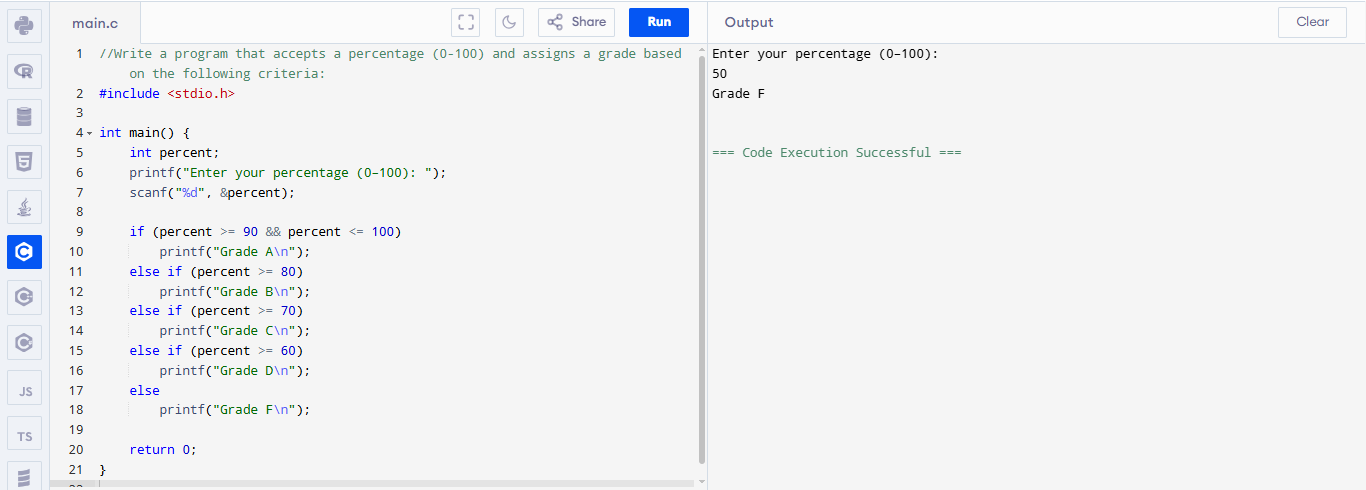 main.c
Share
Run
Output
Clear
1 //Write a program that accepts a percentage (0-100) and assigns a grade based
on the following criteria:
2 #include <stdio.h>
3
4 int main() {
5 int percent;
6 printf("Enter your percentage (0–100): ");
7 scanf("%d", &percent);
8
9 if (percent >= 90 && percent <= 100)
10 printf("Grade A\n");
11 else if (percent >= 80)
12 printf("Grade B\n");
13 else if (percent >= 70)
14 printf("Grade C\n");
15 else if (percent >= 60)
16 printf("Grade D\n");
17 else
18 printf("Grade F\n");
19
20 return 0;
21 }
Enter your percentage (0–100):
50
Grade F
=== Code Execution Successful ===
R
5
C
C
C
JS
TS